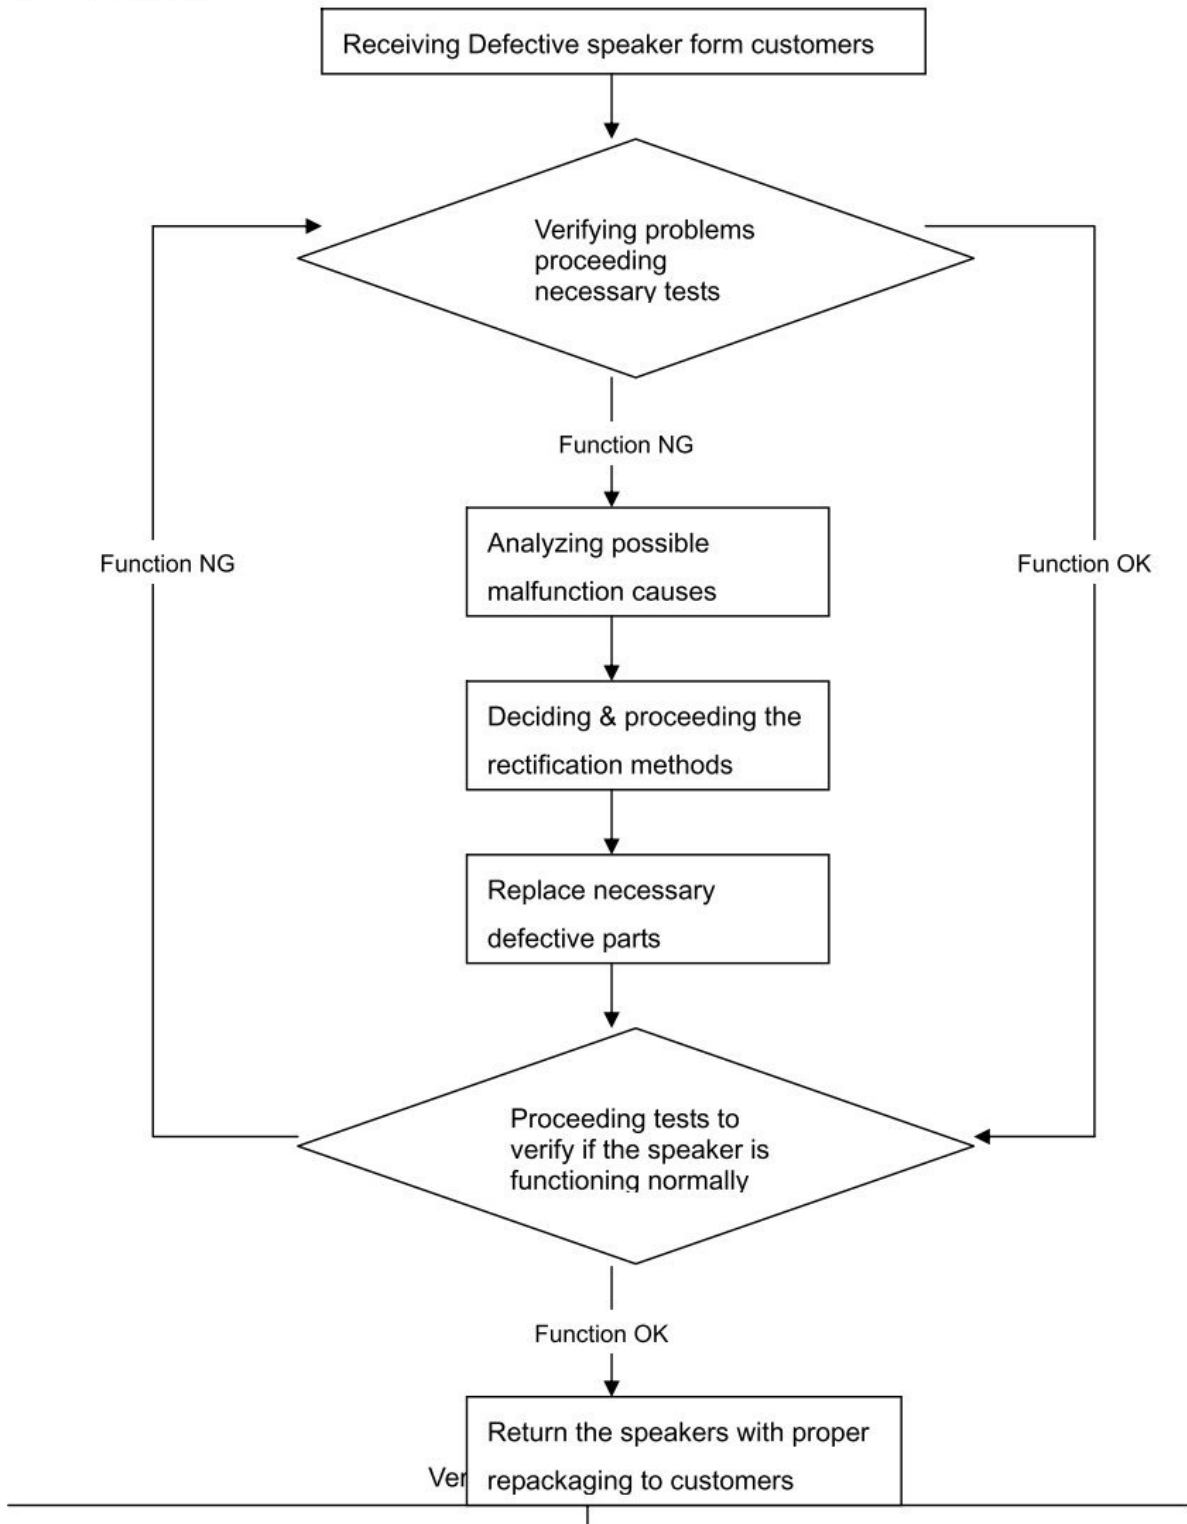 Receiving Defective speaker form customers
Verifying problems
proceeding
necessary tests
Function NG
Analyzing possible
malfunction causes
Function NG
Function OK
Deciding & proceeding the
rectification methods
Replace necessary
defective parts
Proceeding tests to
verify if the speaker is
functioning normally
Function OK
Return the speakers with proper
repackaging to customers
Ver